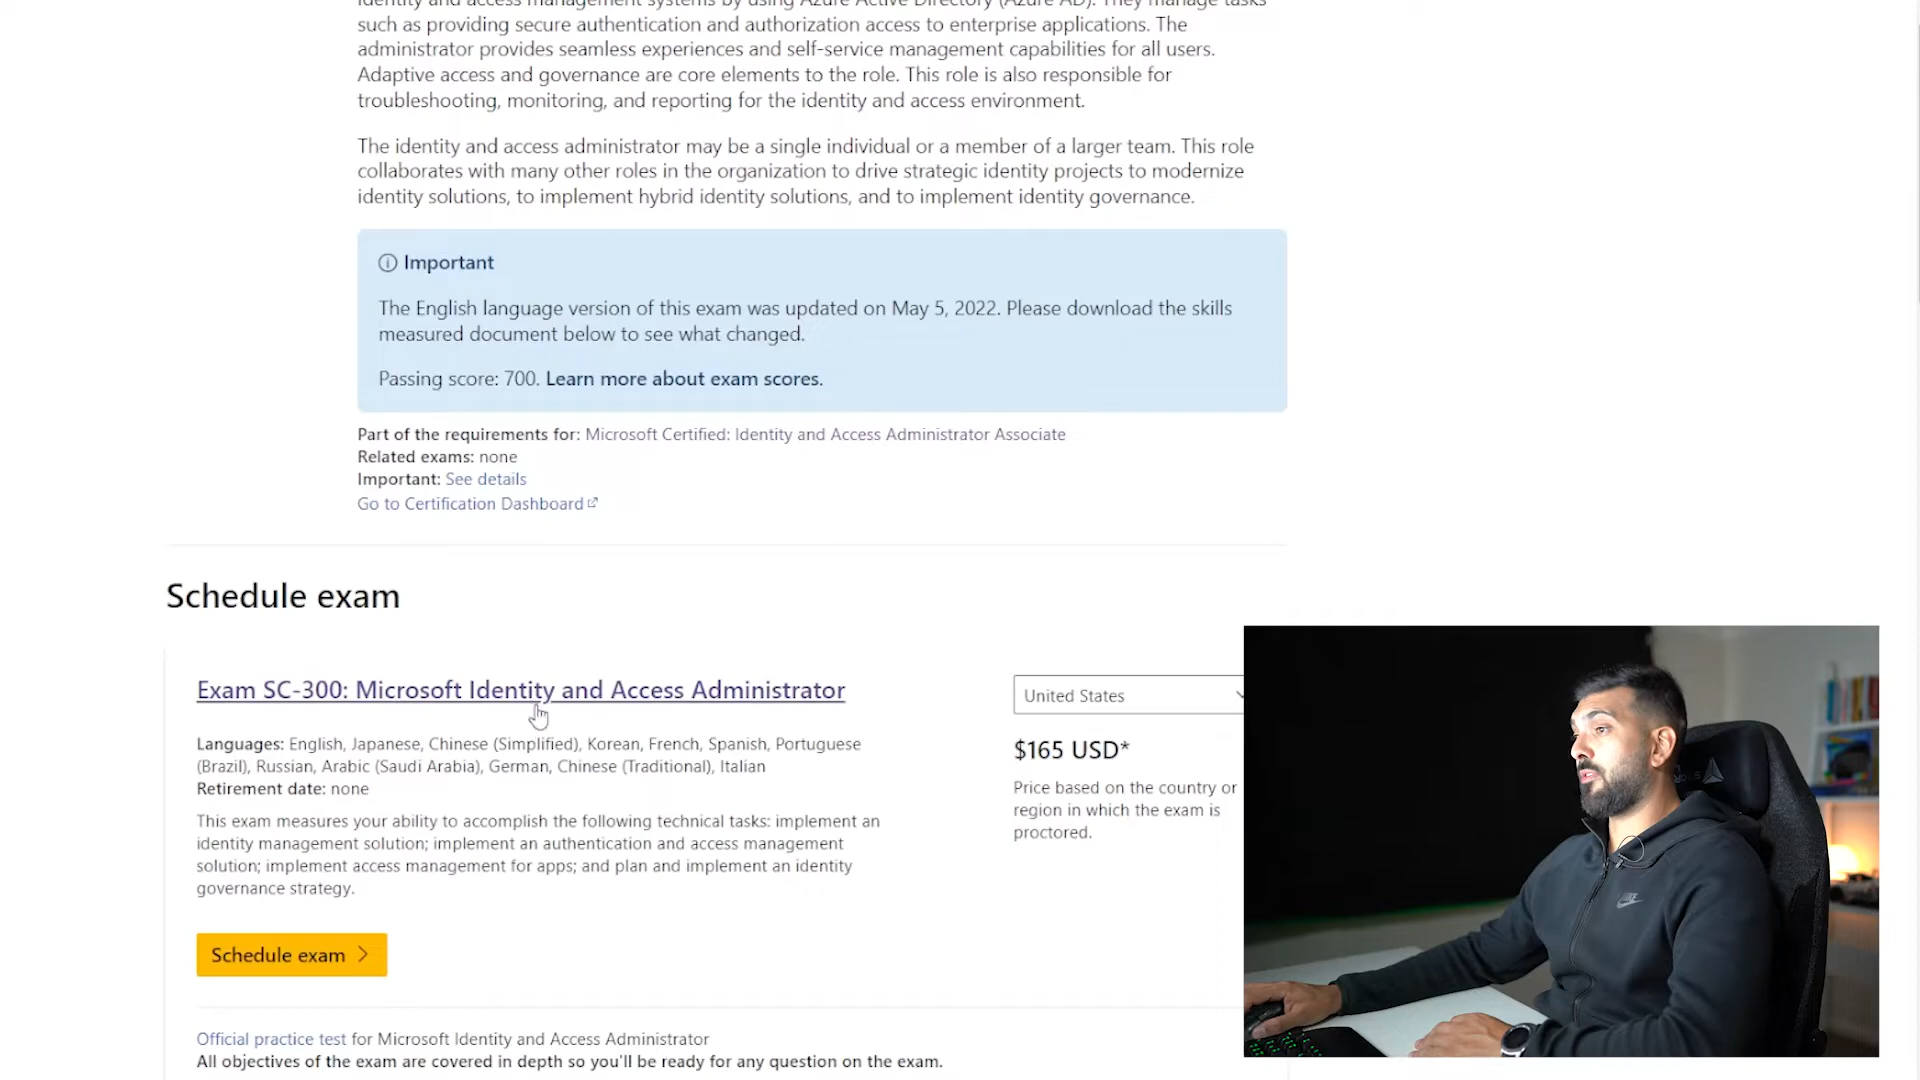 identity and access management systems by using Azure Active Directory (Azure AD). They manage tasks
such as providing secure authentication and authorization access to enterprise applications. The
administrator provides seamless experiences and self-service management capabilities for all users.
Adaptive access and governance are core elements to the role. This role is also responsible for
troubleshooting, monitoring, and reporting for the identity and access environment.
The identity and access administrator may be a single individual or a member of a larger team. This role
collaborates with many other roles in the organization to drive strategic identity projects to modernize
identity solutions, to implement hybrid identity solutions, and to implement identity governance.
Important
The English language version of this exam was updated on May 5, 2022. Please download the skills
measured document below to see what changed.
Passing score: 700. Learn more about exam scores.
Part of the requirements for: Microsoft Certified: Identity and Access Administrator Associate
Related exams: none
Important: See details
Go to Certification Dashboard
Schedule exam
Exam SC-300: Microsoft Identity and Access Administrator
Languages: English, Japanese, Chinese (Simplified), Korean, French, Spanish, Portuguese
(Brazil), Russian, Arabic (Saudi Arabia), German, Chinese (Traditional), Italian
Retirement date: none
This exam measures your ability to accomplish the following technical tasks: implement an
identity management solution; implement an authentication and access management
solution; implement access management for apps; and plan and implement an identity
governance strategy.
Schedule exam
United States
$165 USD*
Price based on the country or
region in which the exam is
proctored.
Official practice test for Microsoft Identity and Access Administrator
All objectives of the exam are covered in depth so you'll be ready for any question on the exam.